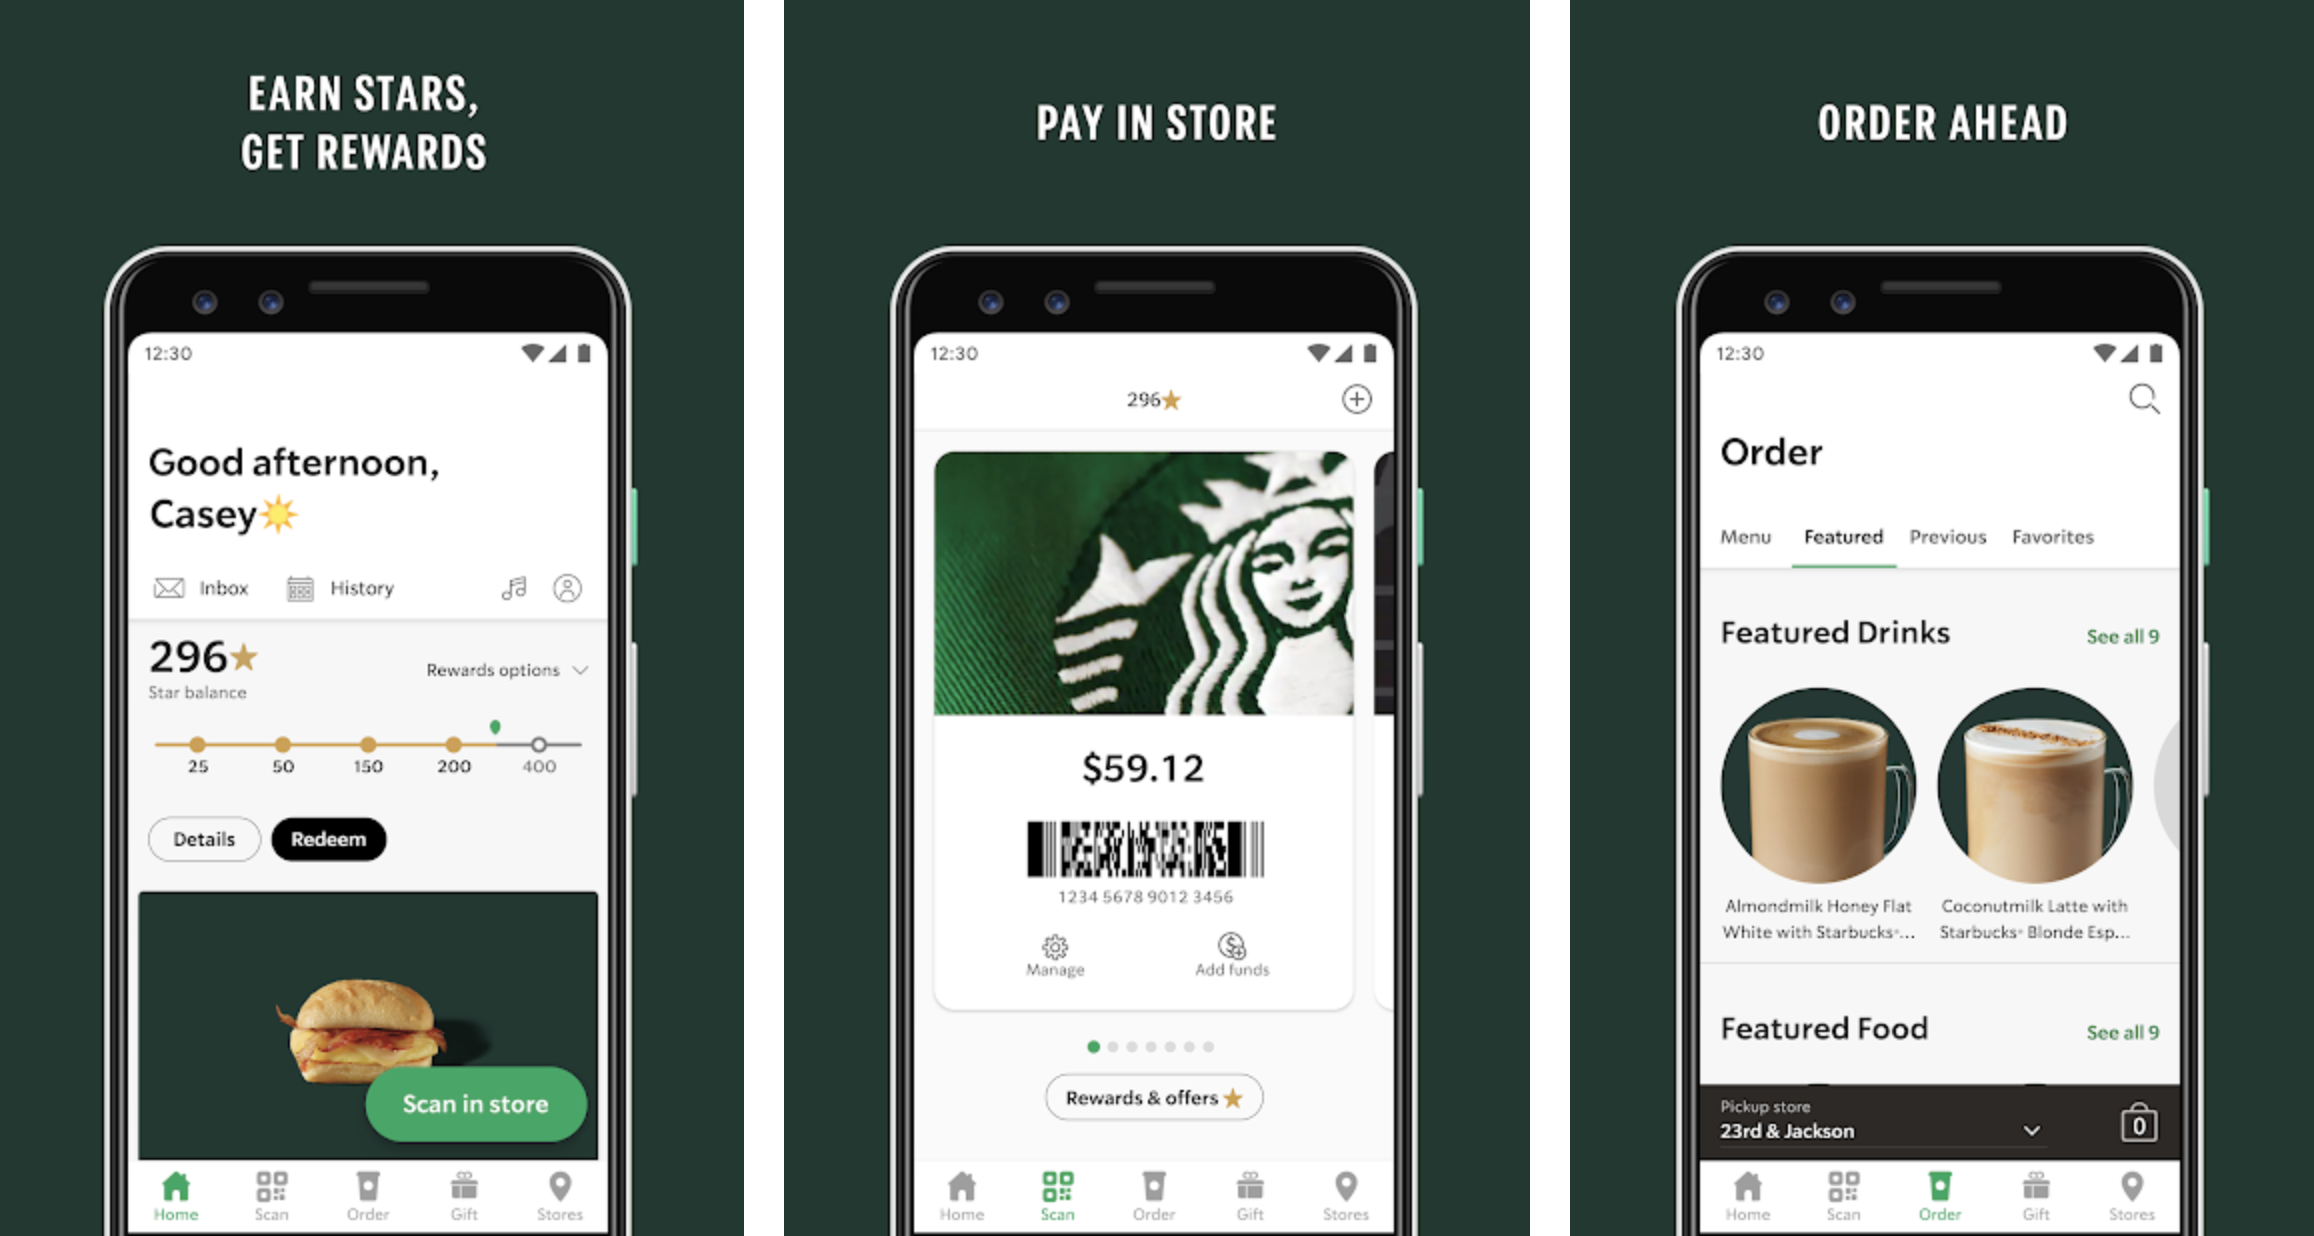 EARN STARS,
GET REWARDS
12:30
Good afternoon,
Casey
Inbox
History
296
Star balance
Rewards options
25 50 150 200 400
Details
Redeem
Scan in store
Home Scan Order Gift Stores
PAY IN STORE
12:30
296
$59.12
1234 5678 9012 3456
Manage
Add funds
Rewards & offers
Home Scan Order Gift Stores
ORDER AHEAD
12:30
Order
Menu Featured Previous Favorites
Featured Drinks
See all 9
Almondmilk Honey Flat
White with Starbucks®...
Coconutmilk Latte with
Starbucks® Blonde Esp...
Featured Food
See all 9
Pickup store
23rd & Jackson
0
Home Scan Order Gift Stores